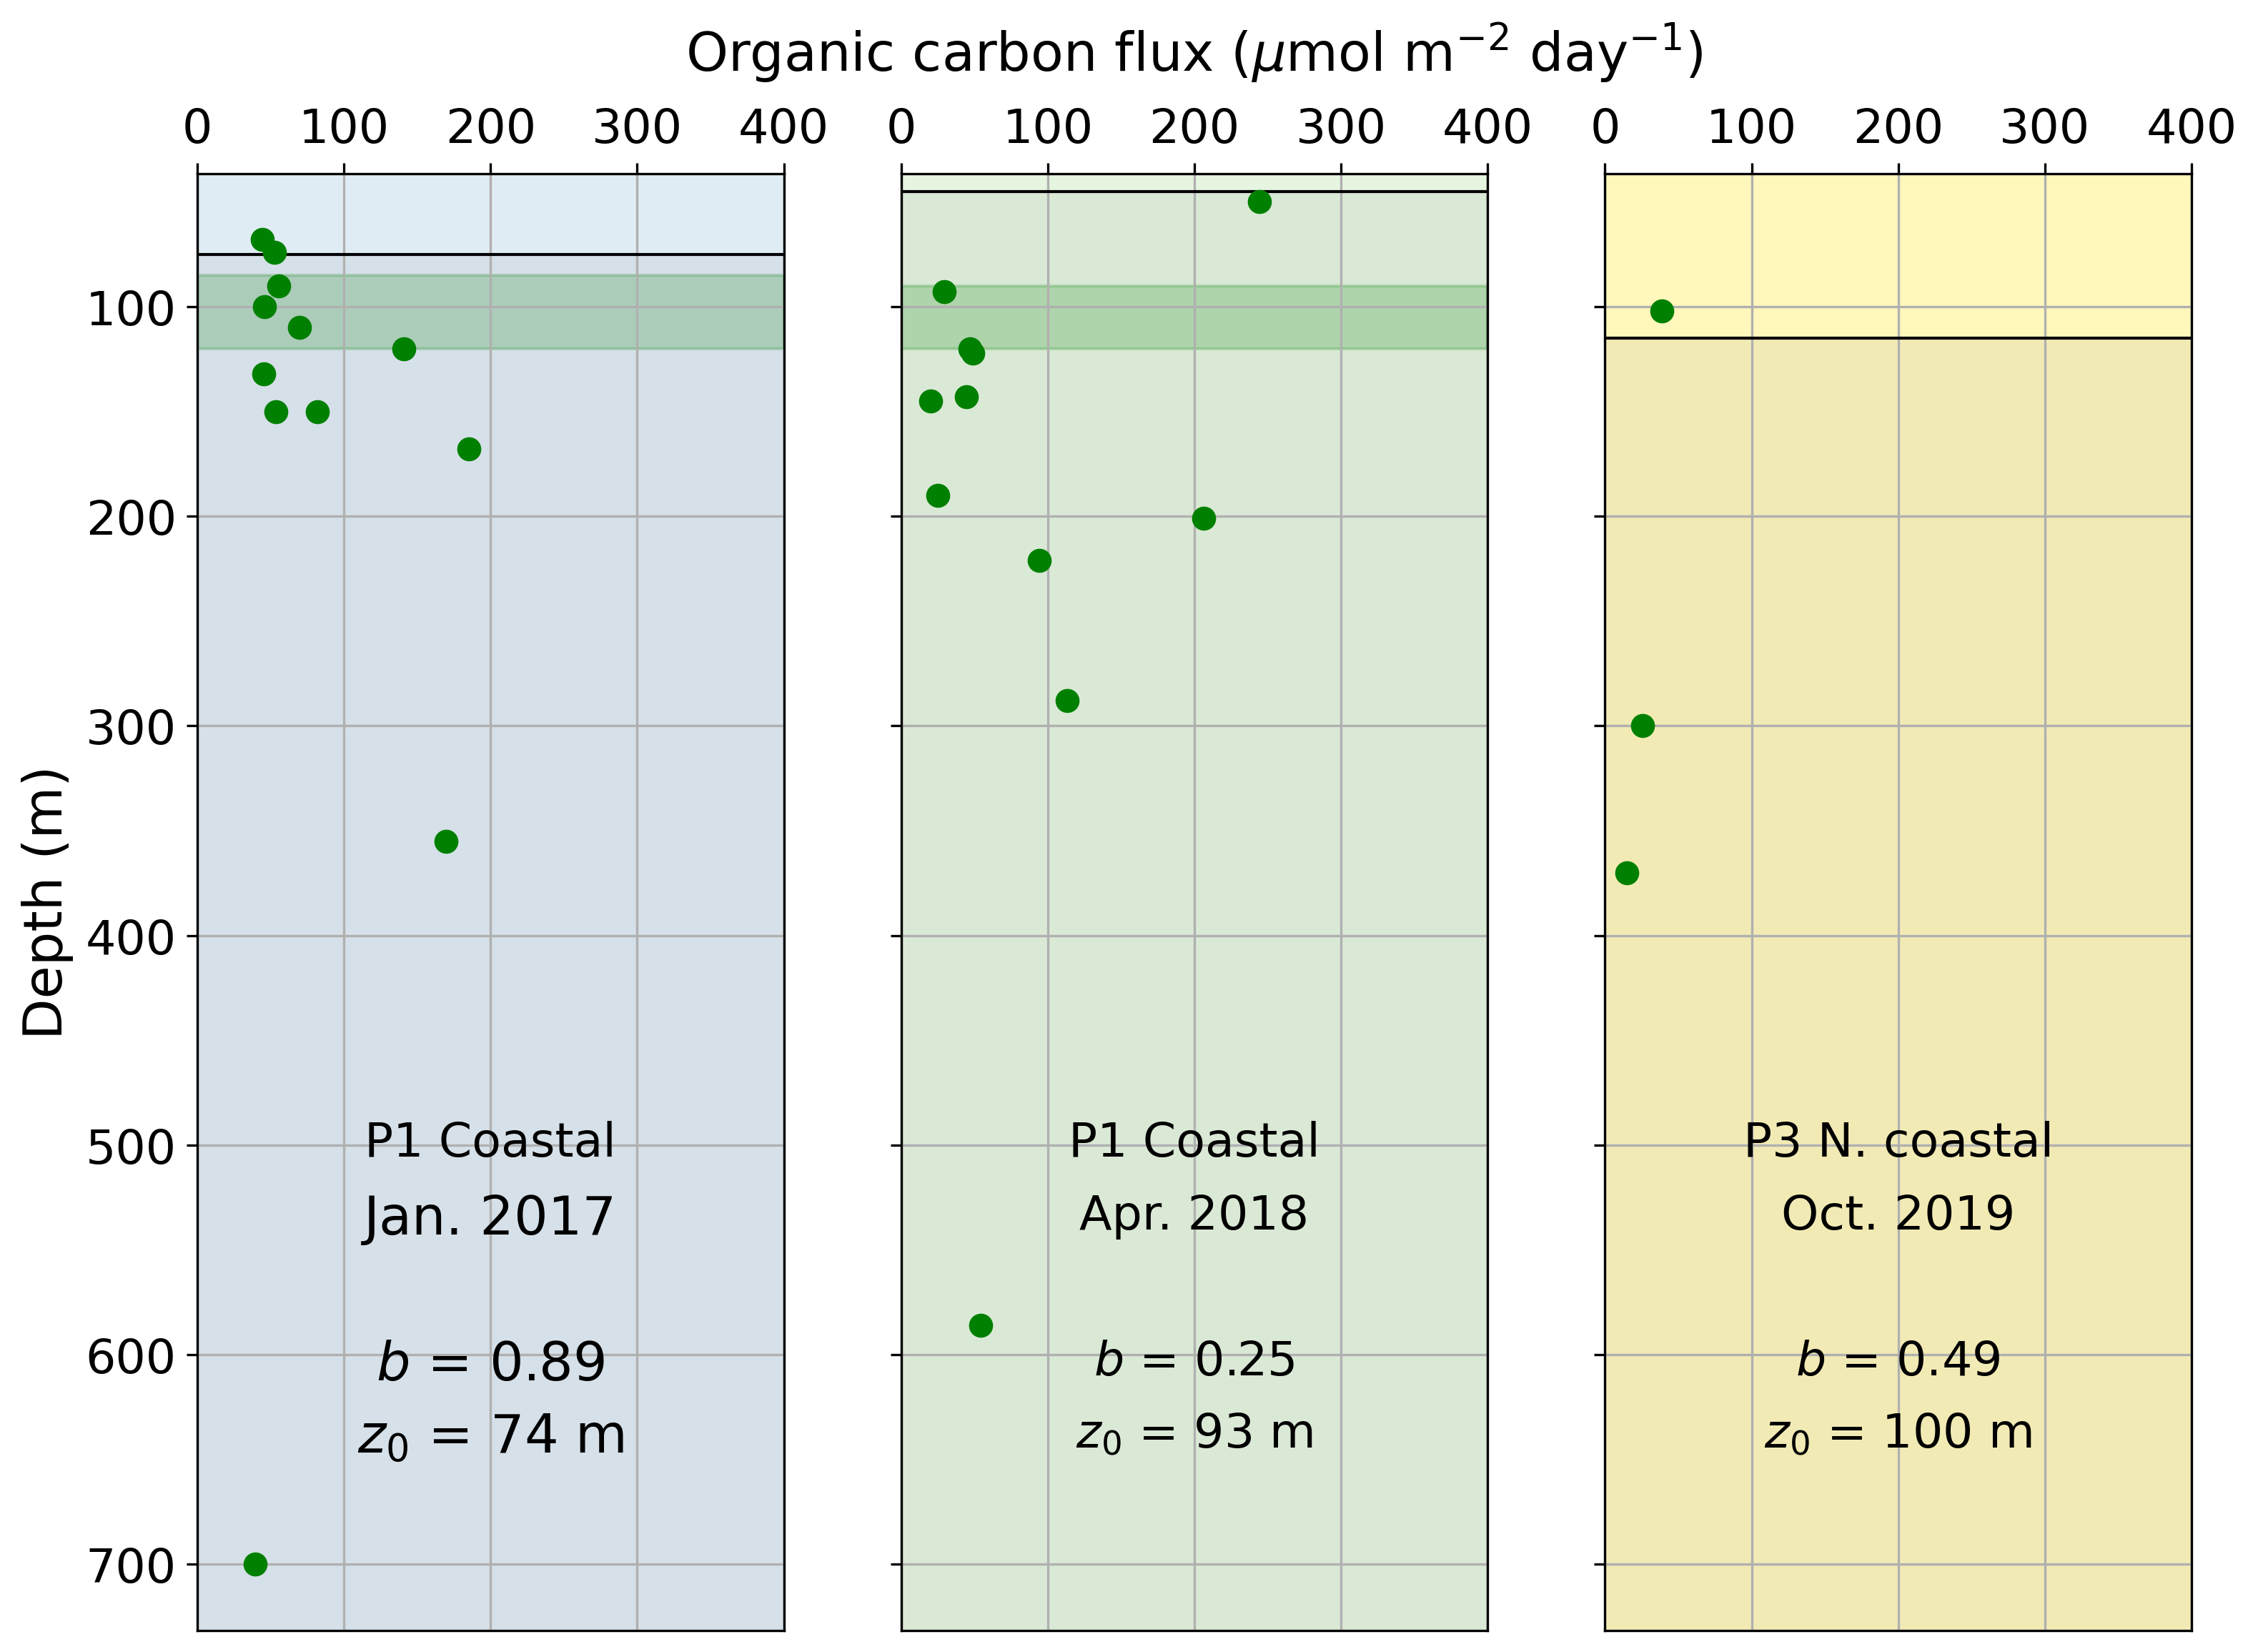 Organic carbon flux (μmol m⁻² day⁻¹)
0 100 200 300 400
0 100 200 300 400
0 100 200 300 400
Depth (m)
100
200
300
400
500
600
700
P1 Coastal
Jan. 2017
b = 0.89
z₀ = 74 m
P1 Coastal
Apr. 2018
b = 0.25
z₀ = 93 m
P3 N. coastal
Oct. 2019
b = 0.49
z₀ = 100 m